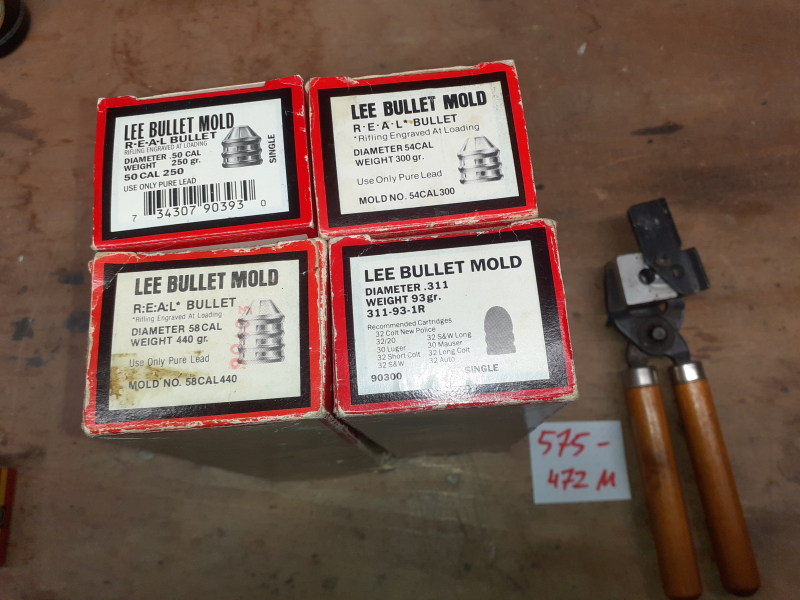 LEE BULLET MOLD
R·E·A·L BULLET
RIFLING ENGRAVED AT LOADING
DIAMETER .50 CAL
WEIGHT 250 gr.
50 CAL 250
USE ONLY PURE LEAD
SINGLE
7 34307 90393 0
LEE BULLET MOLD
R·E·A·L* BULLET
*Rifling Engraved At Loading
DIAMETER 54CAL
WEIGHT 300 gr.
Use Only Pure Lead
MOLD NO. 54CAL300
LEE BULLET MOLD
R·E·A·L* BULLET
*Rifling Engraved At Loading
DIAMETER 58 CAL
WEIGHT 440 gr.
Use Only Pure Lead
MOLD NO. 58CAL440
LEE BULLET MOLD
DIAMETER .311
WEIGHT 93gr.
311-93-1R
Recommended Cartridges
32 Colt New Police
32/20 32 S&W Long
30 Luger 30 Mauser
32 Short Colt 32 Long Colt
32 S&W 32 Auto
90300 SINGLE
575-
472 M